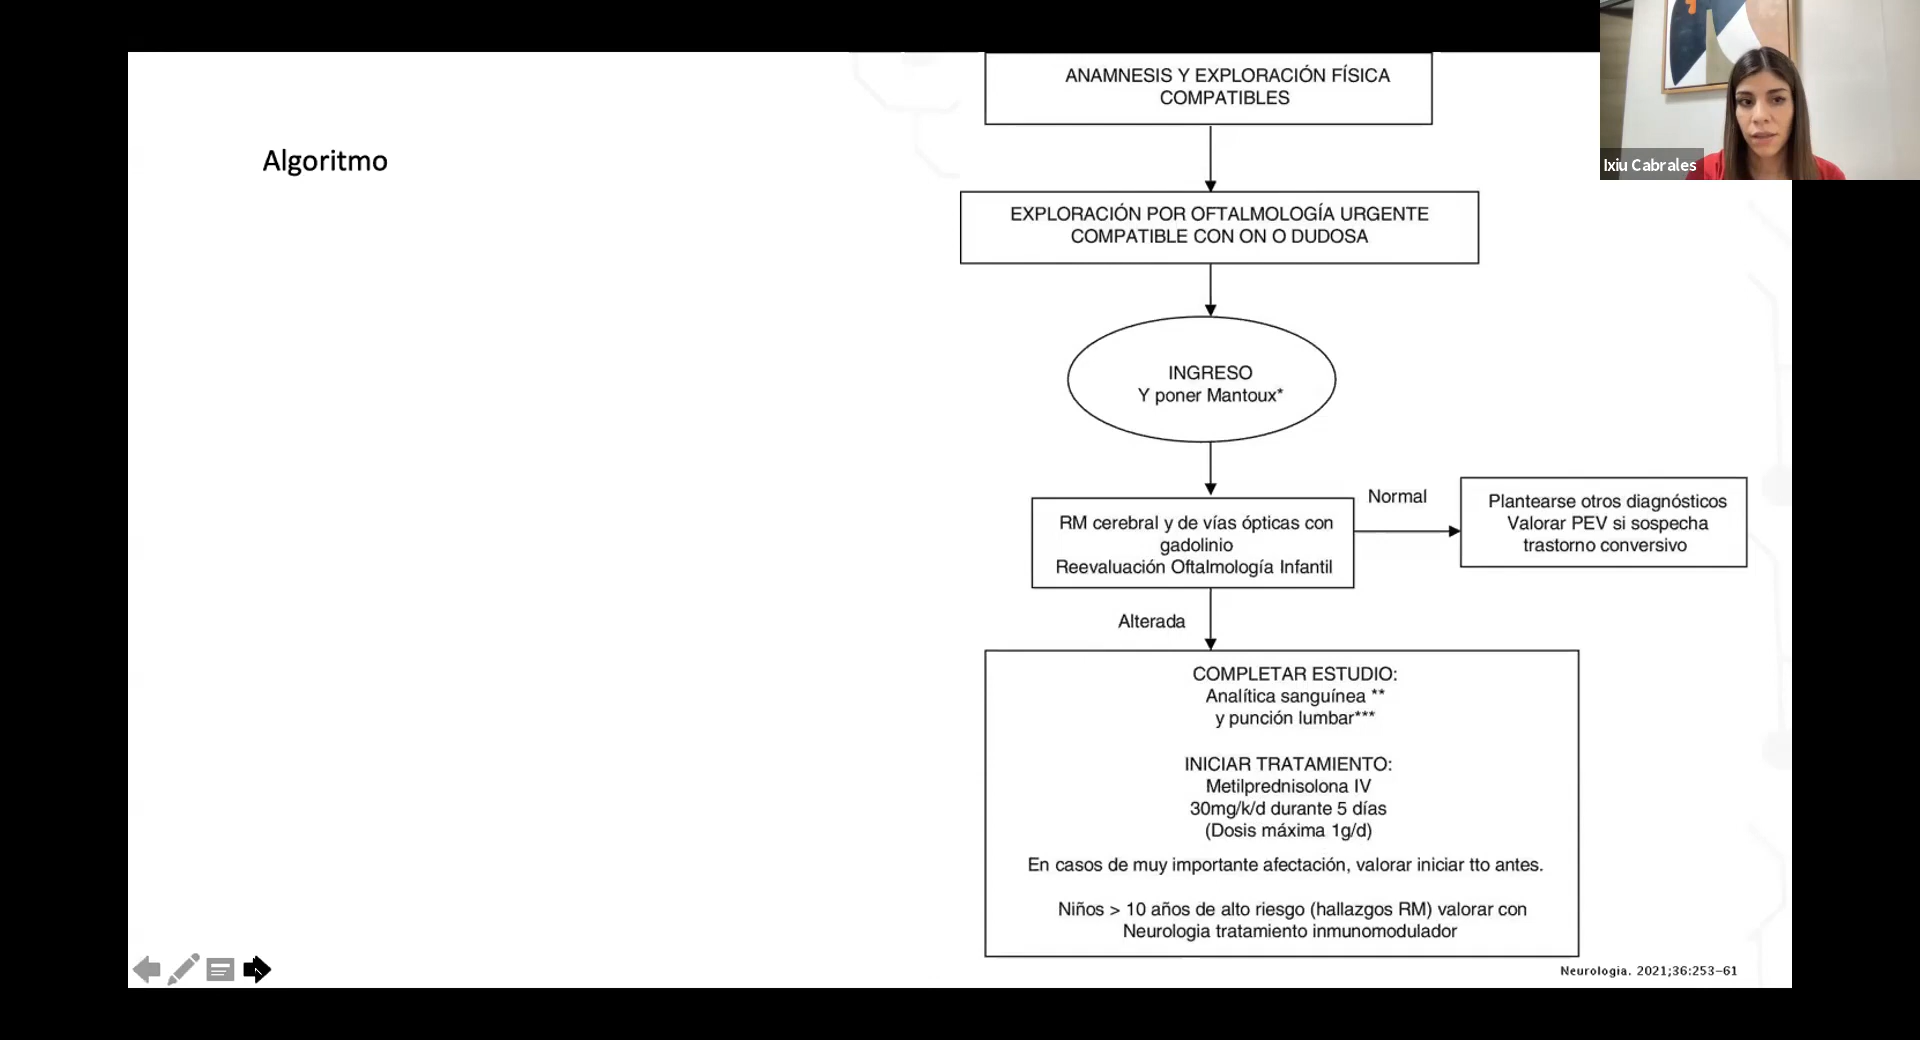 Algoritmo
ANAMNESIS Y EXPLORACIÓN FÍSICA
COMPATIBLES
Ixiu Cabrales
EXPLORACIÓN POR OFTALMOLOGÍA URGENTE
COMPATIBLE CON ON O DUDOSA
INGRESO
Y poner Mantoux*
RM cerebral y de vías ópticas con
gadolinio
Reevaluación Oftalmología Infantil
Normal
Plantearse otros diagnósticos
Valorar PEV si sospecha
trastorno conversivo
Alterada
COMPLETAR ESTUDIO:
Analítica sanguínea **
y punción lumbar***
INICIAR TRATAMIENTO:
Metilprednisolona IV
30mg/k/d durante 5 días
(Dosis máxima 1g/d)
En casos de muy importante afectación, valorar iniciar tto antes.
Niños > 10 años de alto riesgo (hallazgos RM) valorar con
Neurologia tratamiento inmunomodulador
Neurologia. 2021;36:253–61